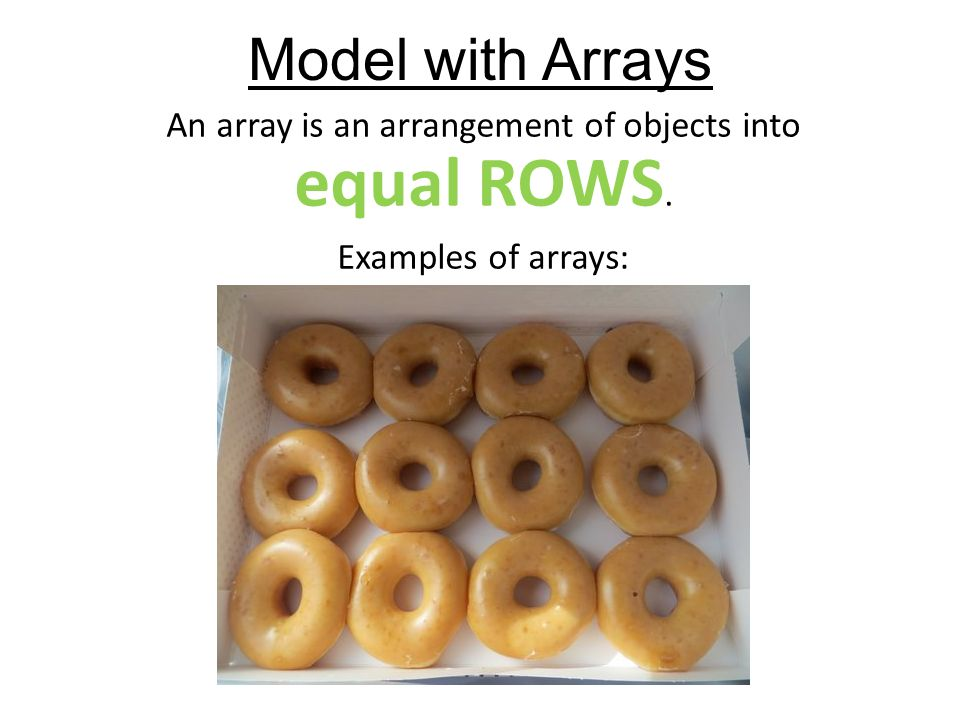 Model with Arrays
An array is an arrangement of objects into
equal ROWS.
Examples of arrays: